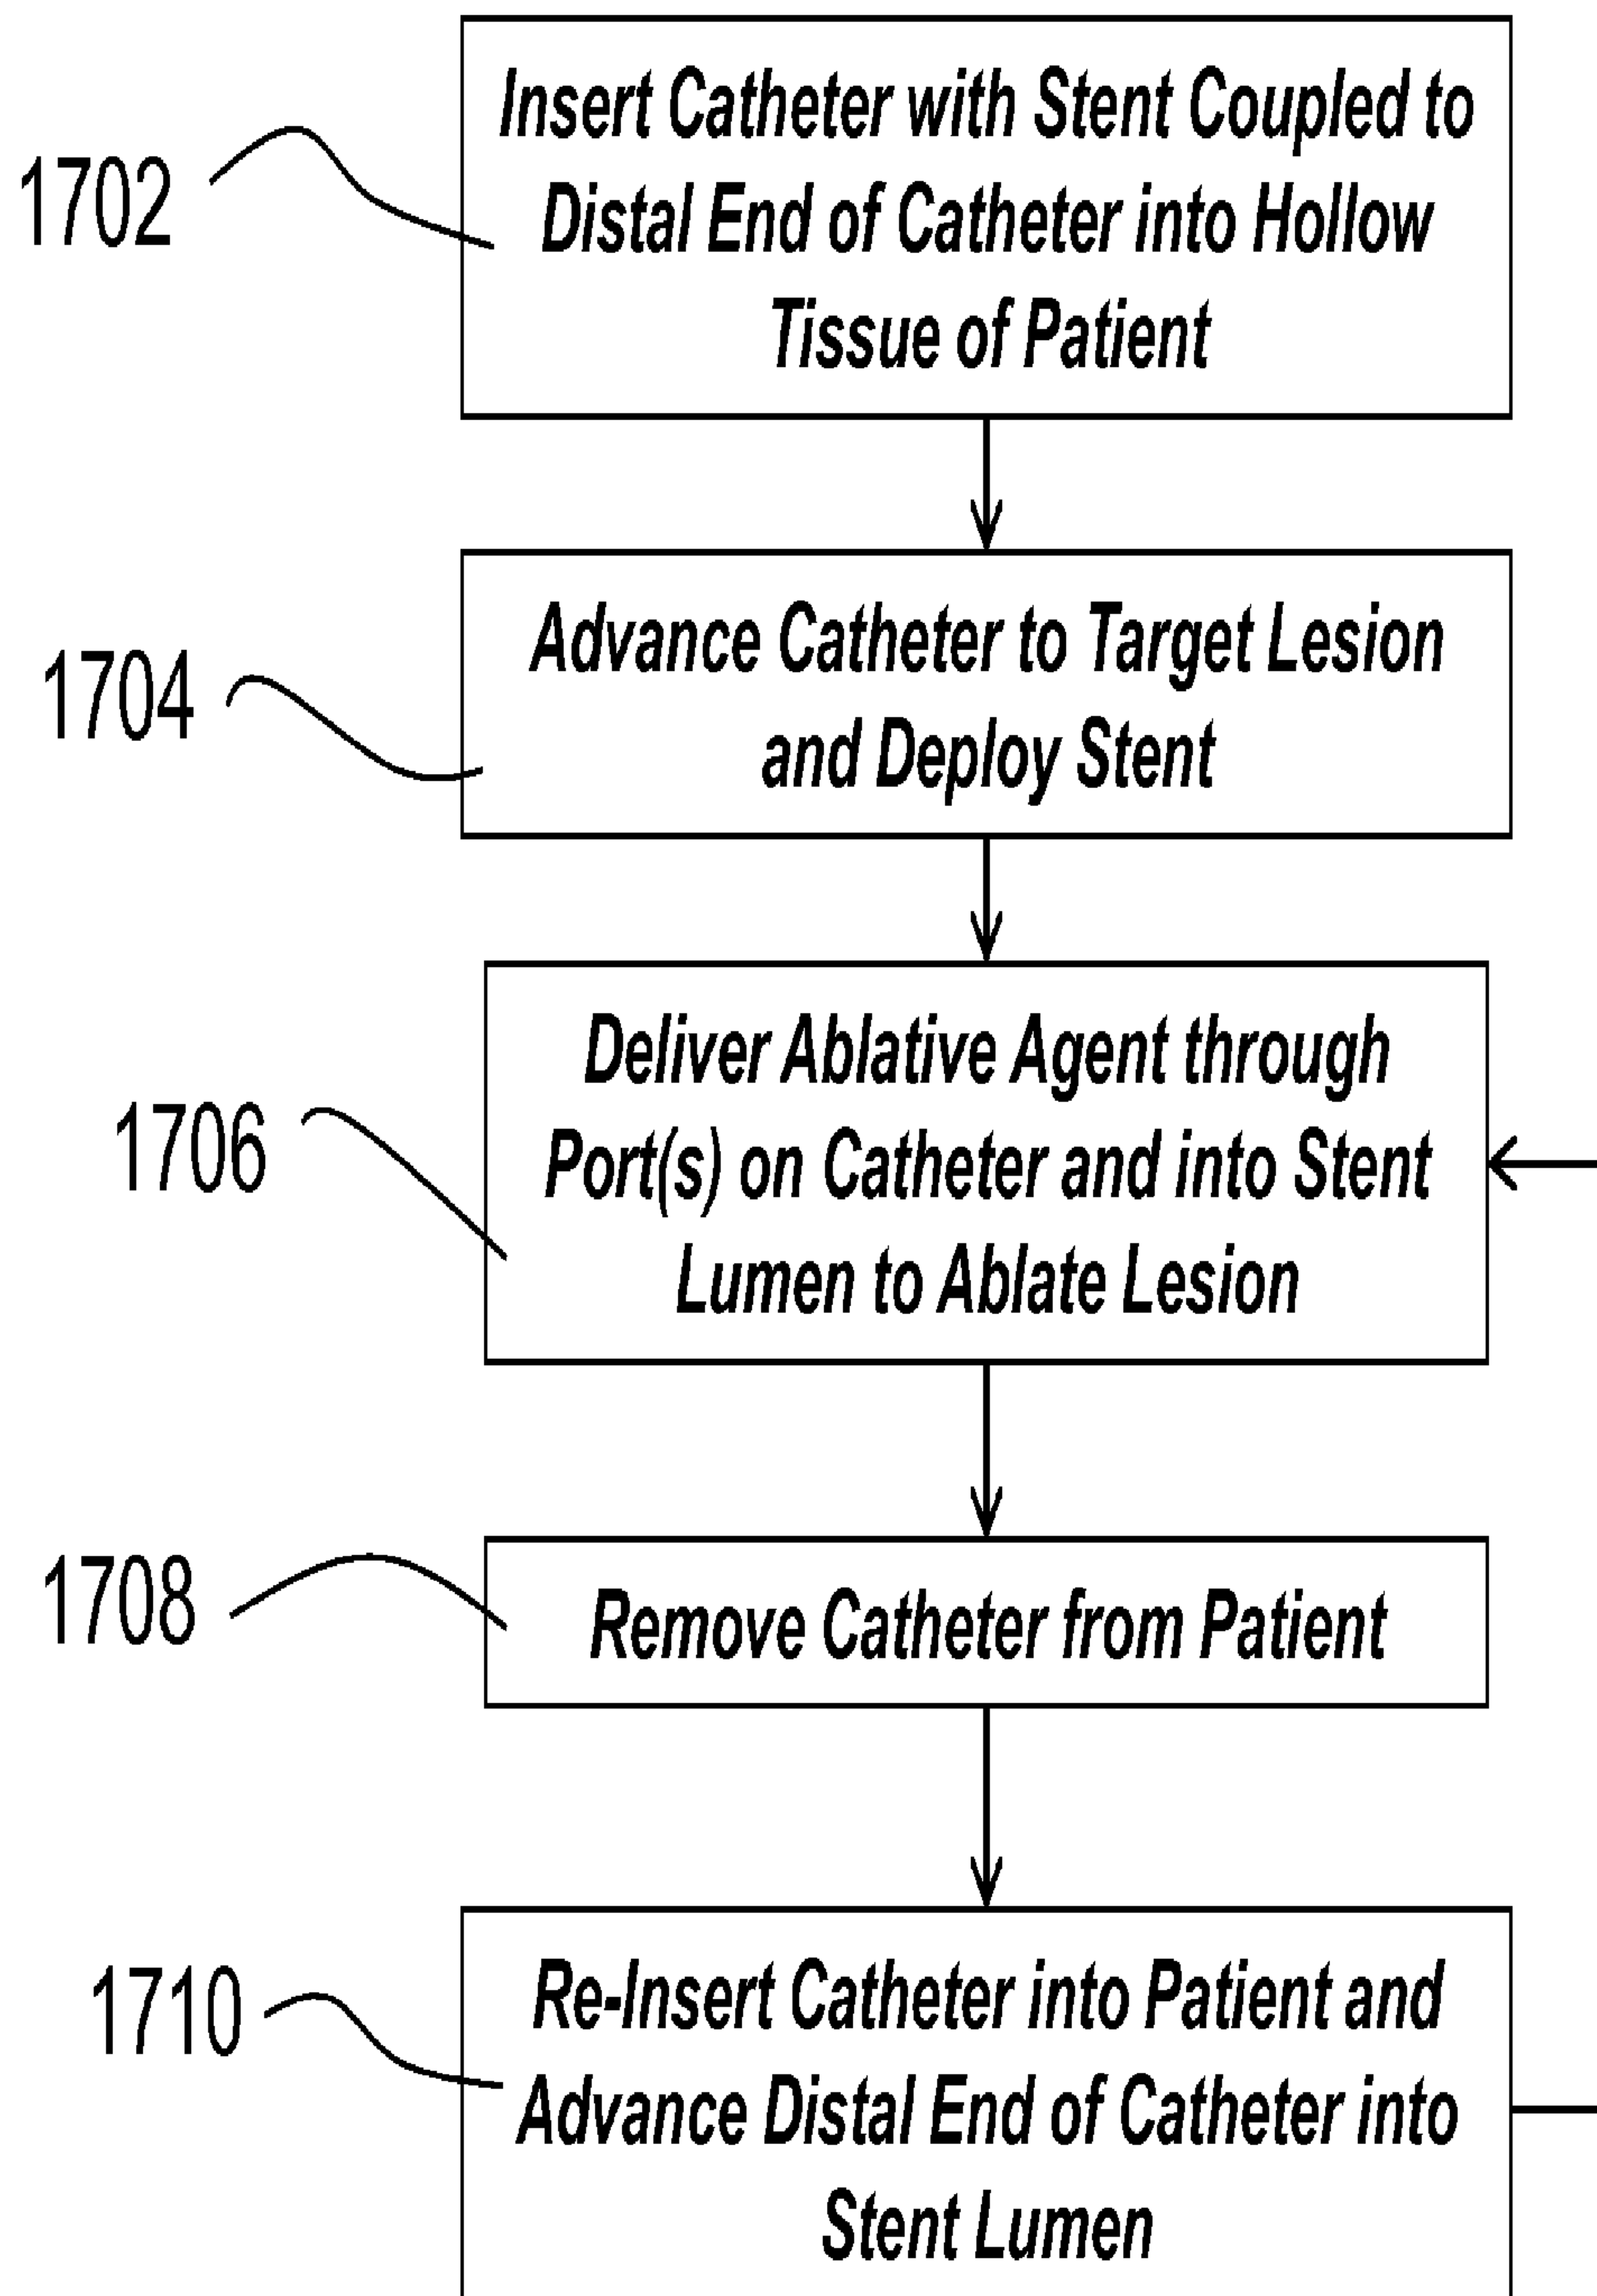 Insert Catheter with Stent Coupled to
Distal End of Catheter into Hollow
Tissue of Patient
1702
Advance Catheter to Target Lesion
and Deploy Stent
1704
Deliver Ablative Agent through
Port(s) on Catheter and into Stent
Lumen to Ablate Lesion
1706
Remove Catheter from Patient
1708
Re-Insert Catheter into Patient and
Advance Distal End of Catheter into
Stent Lumen
1710